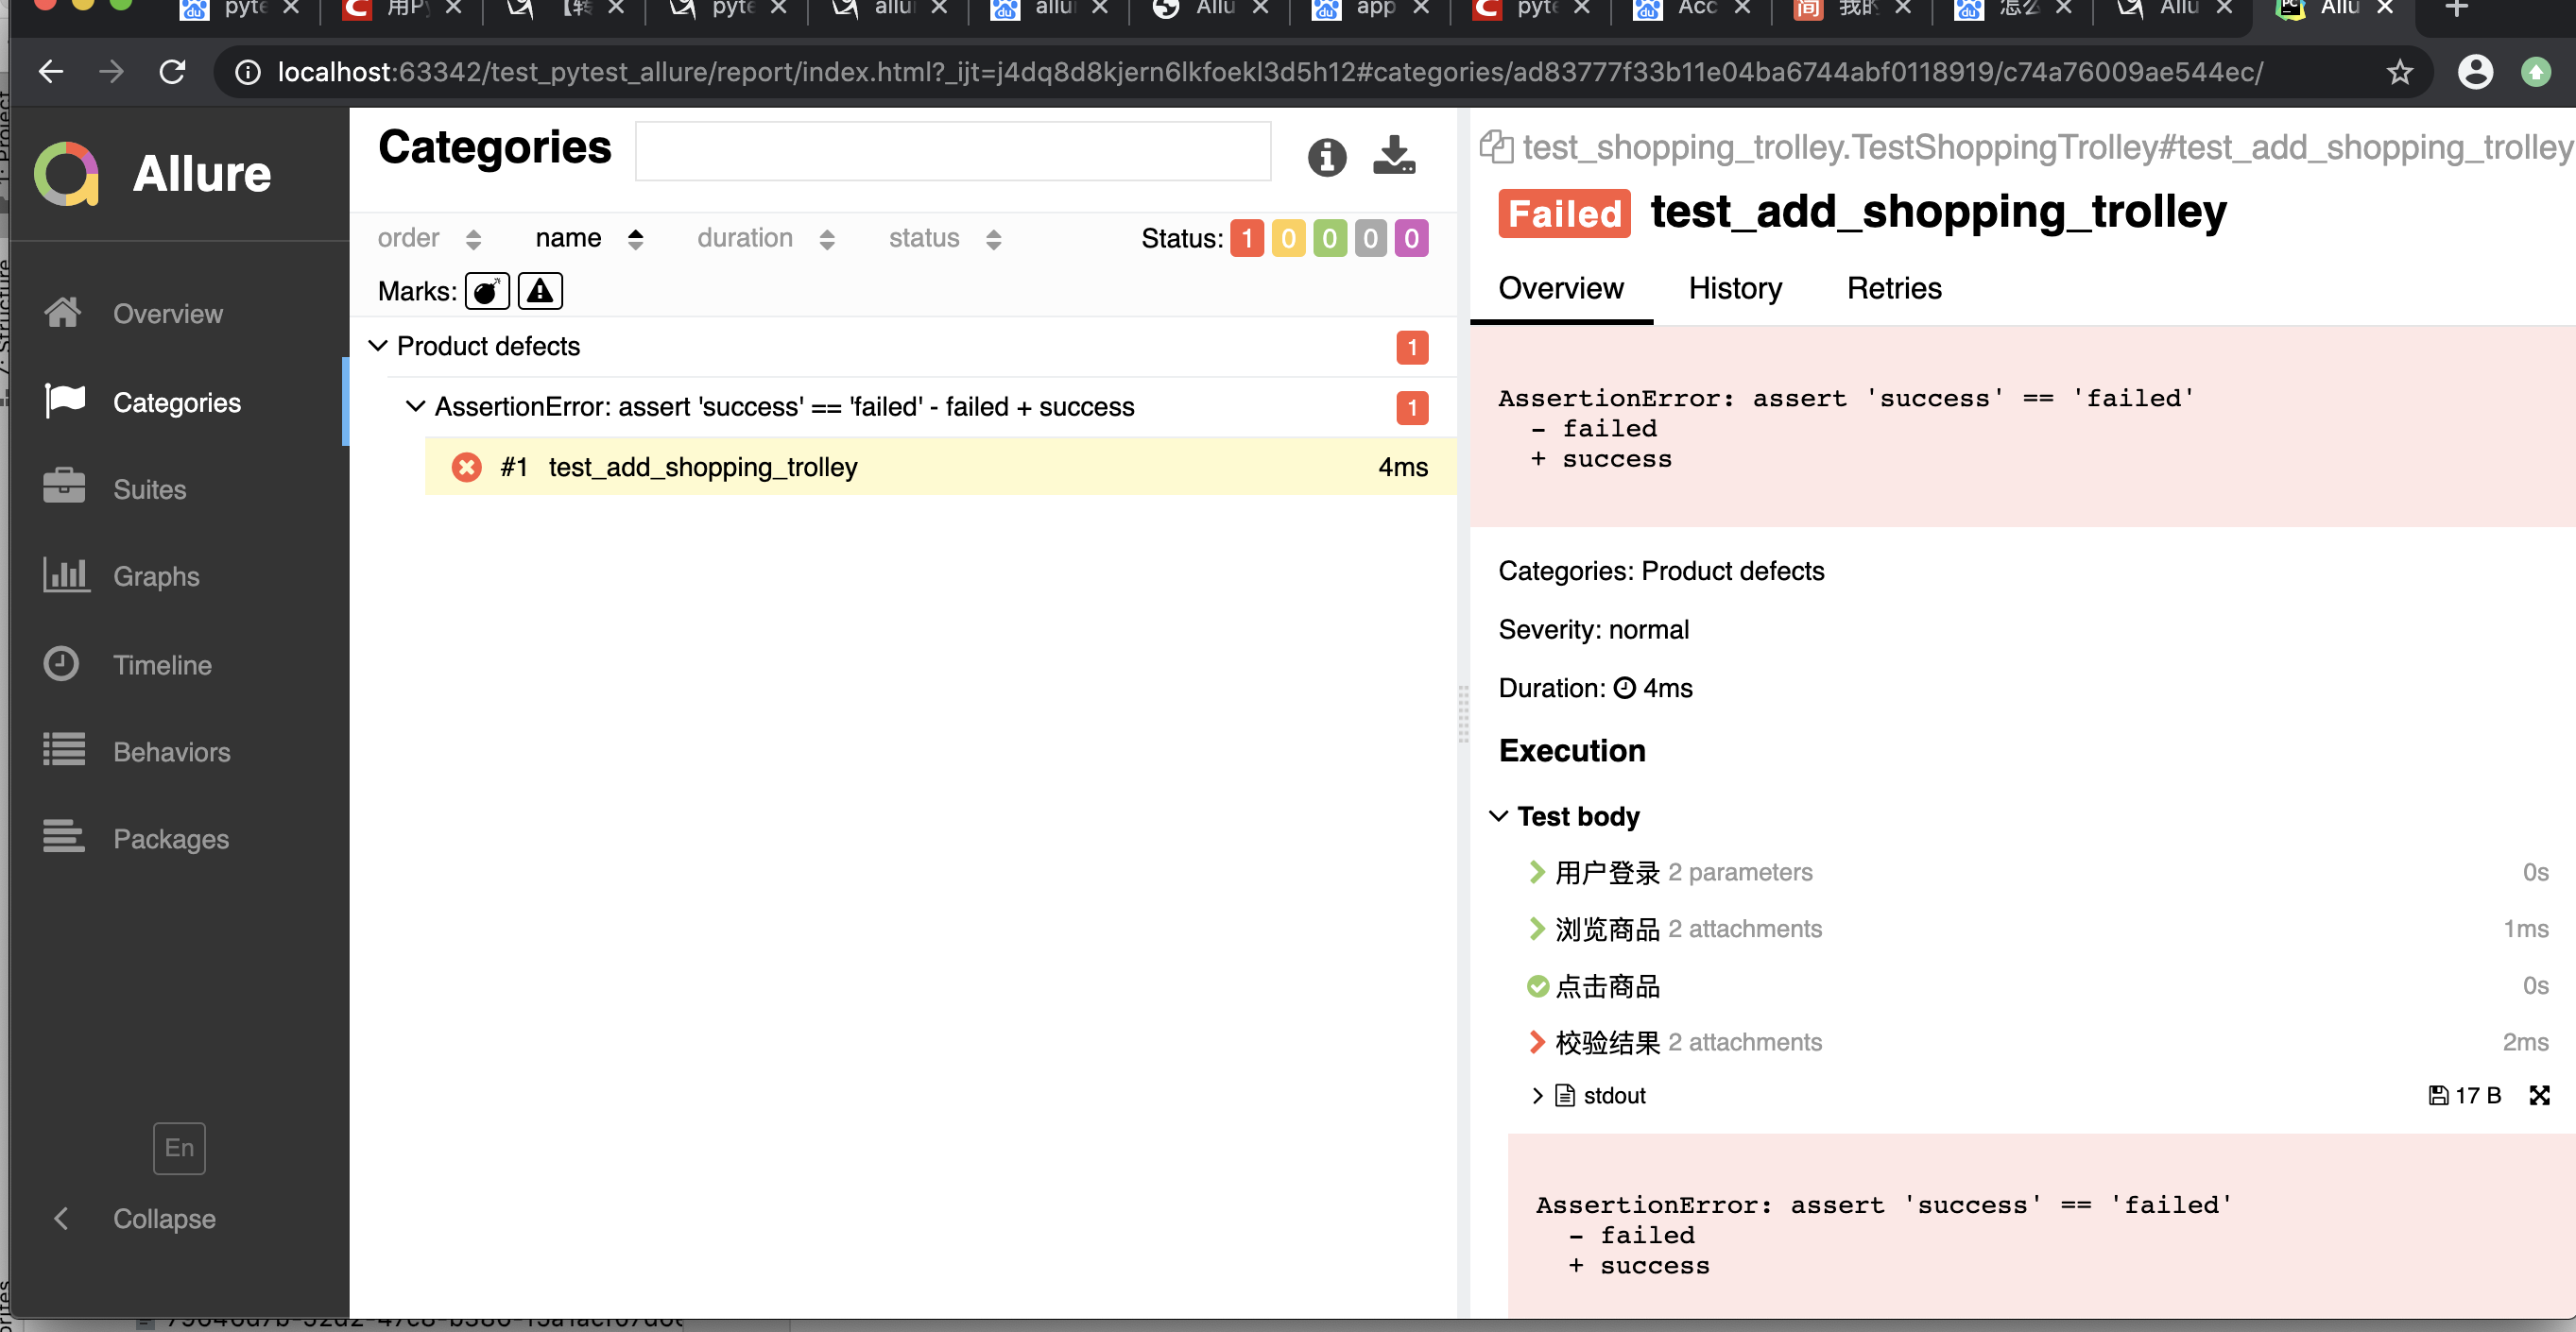 pyte
用Py
【转
pyte
allu
allu
Allu
app
pyte
Acc
我的
怎么
Allu
Allu
localhost:63342/test_pytest_allure/report/index.html?_ijt=j4dq8d8kjern6lkfoekl3d5h12#categories/ad83777f33b11e04ba6744abf0118919/c74a76009ae544ec/
Allure
Overview
Categories
Suites
Graphs
Timeline
Behaviors
Packages
En
Collapse
Categories
order name duration status Status: 1 0 0 0 0
Marks:
Product defects 1
AssertionError: assert 'success' == 'failed' - failed + success 1
#1 test_add_shopping_trolley 4ms
test_shopping_trolley.TestShoppingTrolley#test_add_shopping_trolley
Failed test_add_shopping_trolley
Overview History Retries
AssertionError: assert 'success' == 'failed'
- failed
+ success
Categories: Product defects
Severity: normal
Duration: 4ms
Execution
Test body
用户登录 2 parameters 0s
浏览商品 2 attachments 1ms
点击商品 0s
校验结果 2 attachments 2ms
stdout 17 B
AssertionError: assert 'success' == 'failed'
- failed
+ success
1: Project
7: Structure